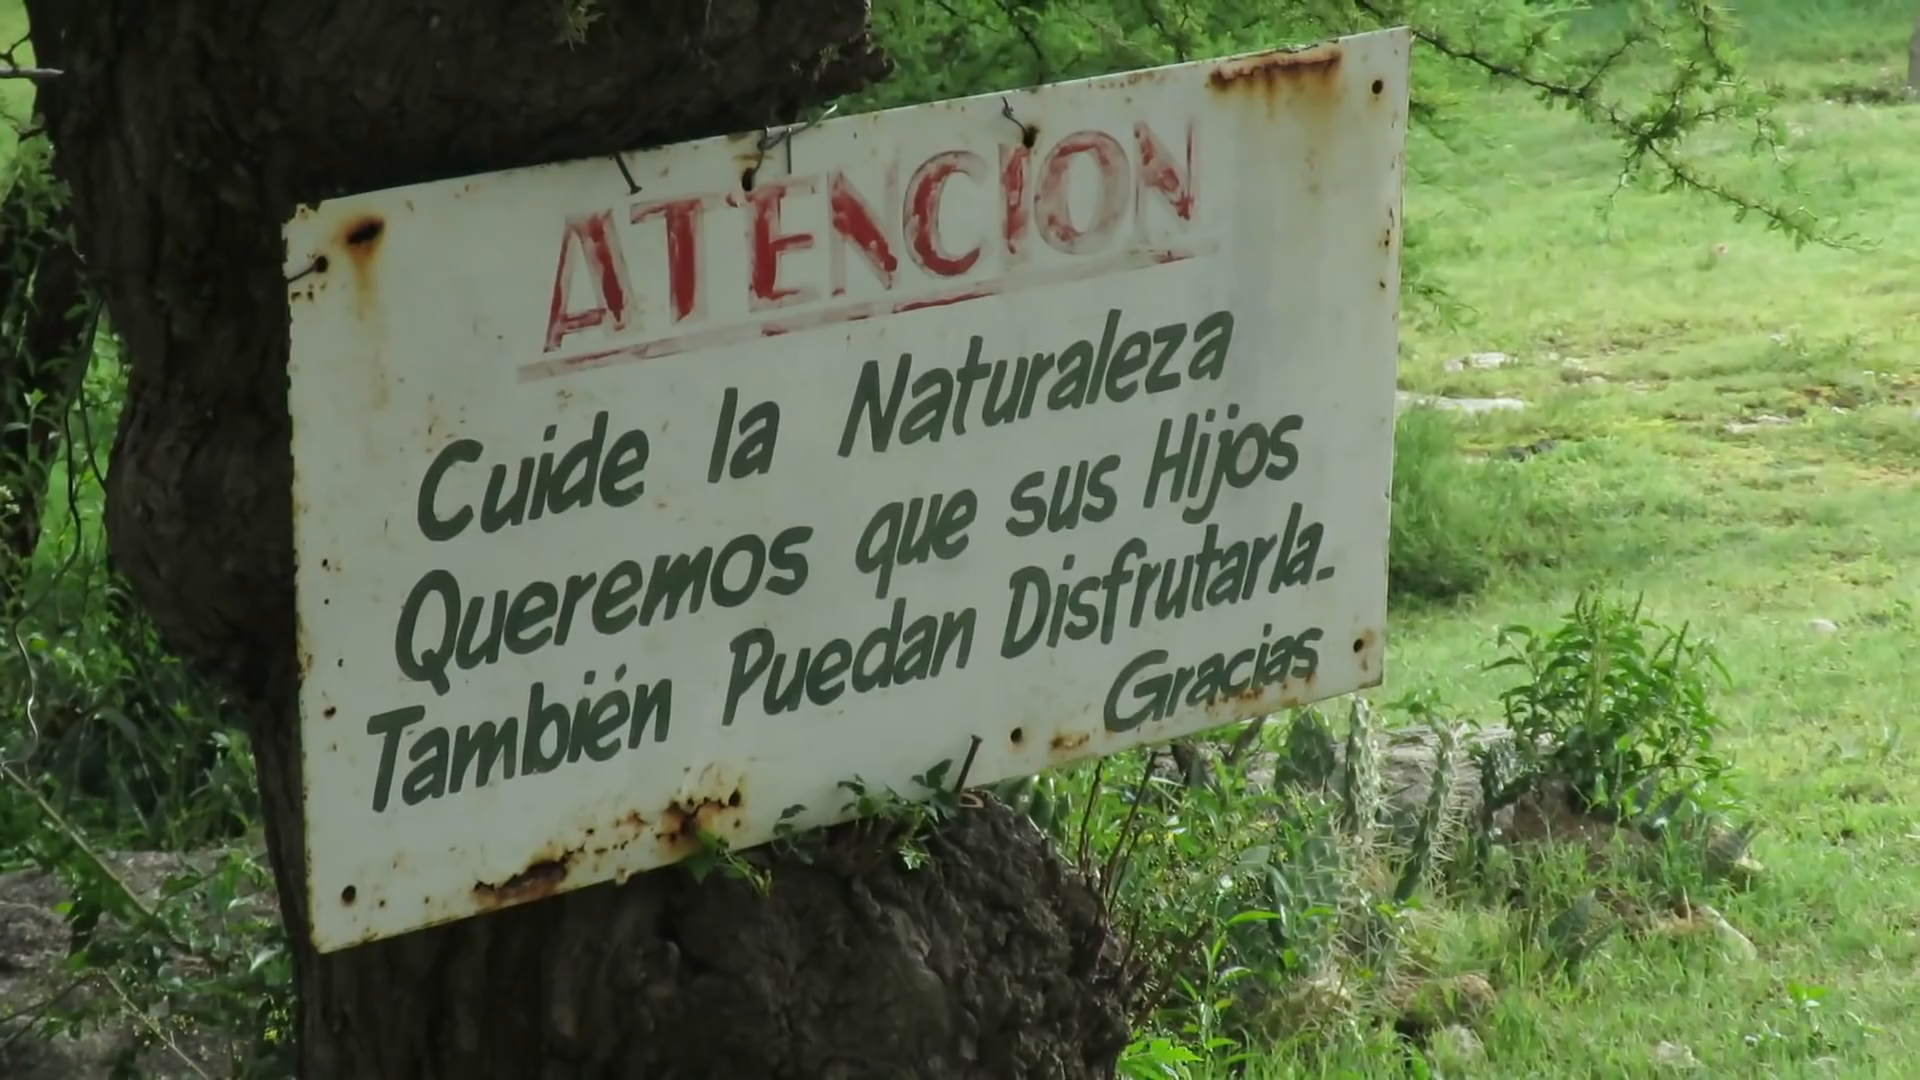 ATENCION
Cuide la Naturaleza
Queremos que sus Hijos
También Puedan Disfrutarla.
Gracias